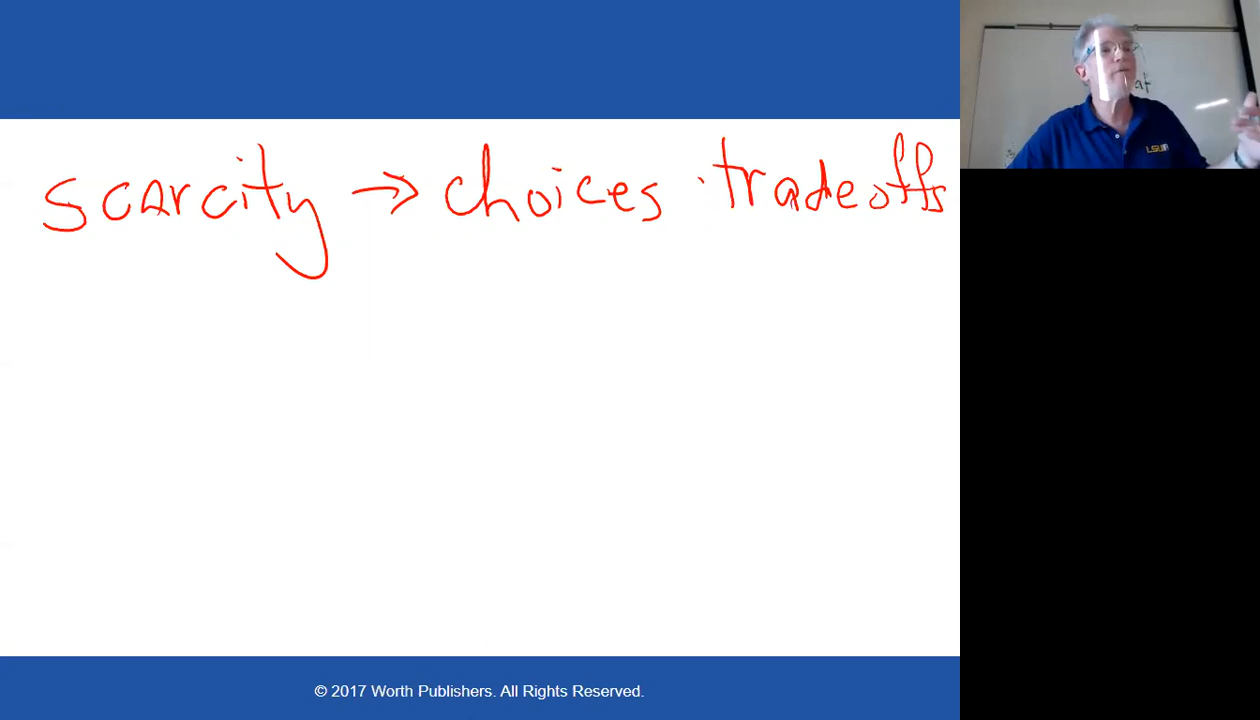 scarcity → choices · tradeoffs
© 2017 Worth Publishers. All Rights Reserved.